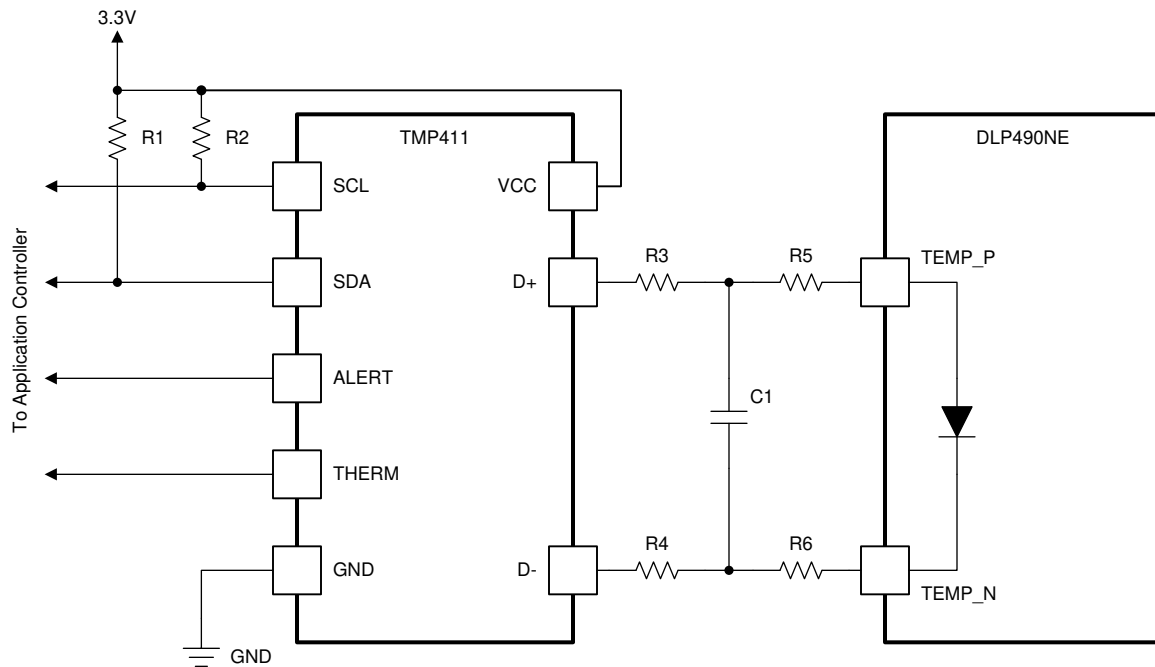 3.3V
R1
R2
TMP411
DLP490NE
SCL
VCC
SDA
D+
R3
R5
TEMP_P
To Application Controller
ALERT
C1
THERM
GND
D-
R4
R6
TEMP_N
GND